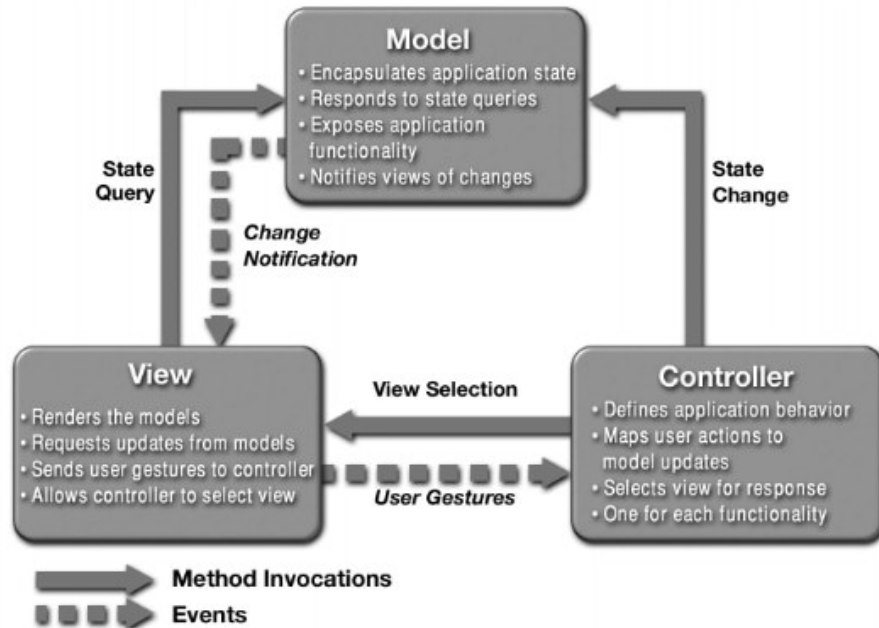 Model
• Encapsulates application state
• Responds to state queries
• Exposes application
functionality
• Notifies views of changes
State
Query
State
Change
Change
Notification
View
• Renders the models
• Requests updates from models
• Sends user gestures to controller
• Allows controller to select view
View Selection
User Gestures
Controller
• Defines application behavior
• Maps user actions to
model updates
• Selects view for response
• One for each functionality
Method Invocations
Events